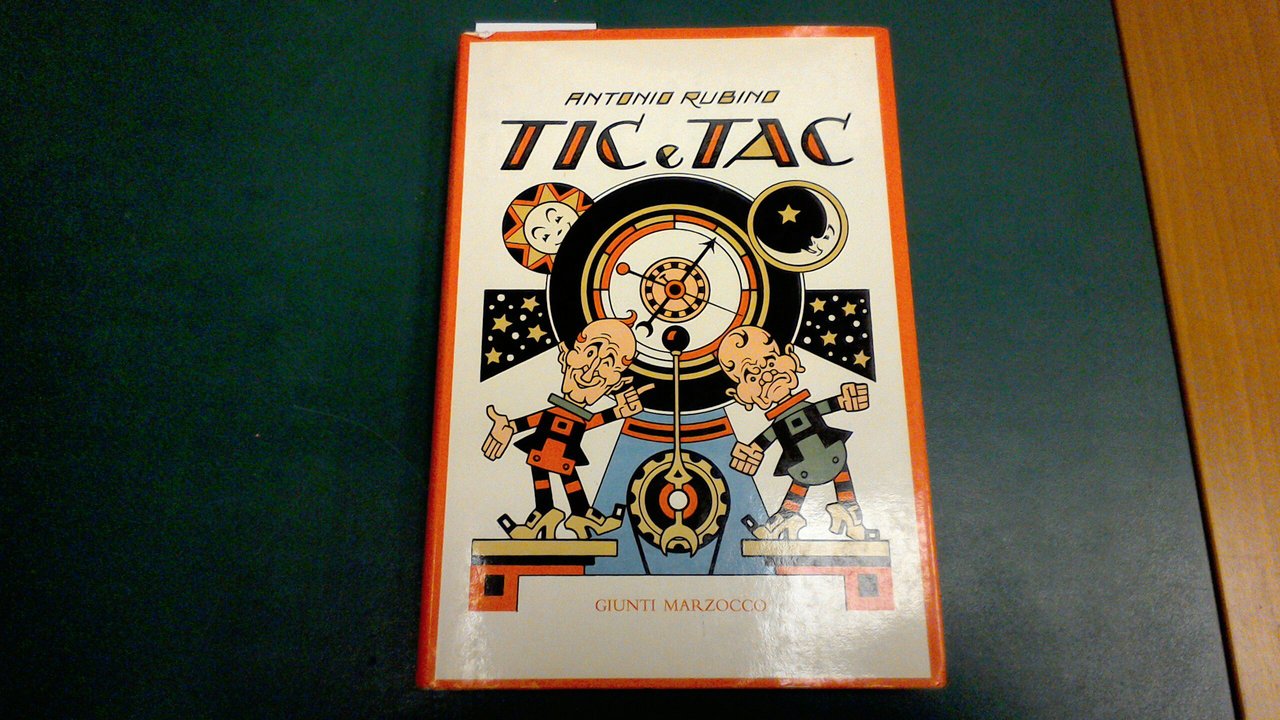 ANTONIO RUBINO
TIC e TAC
GIUNTI MARZOCCO